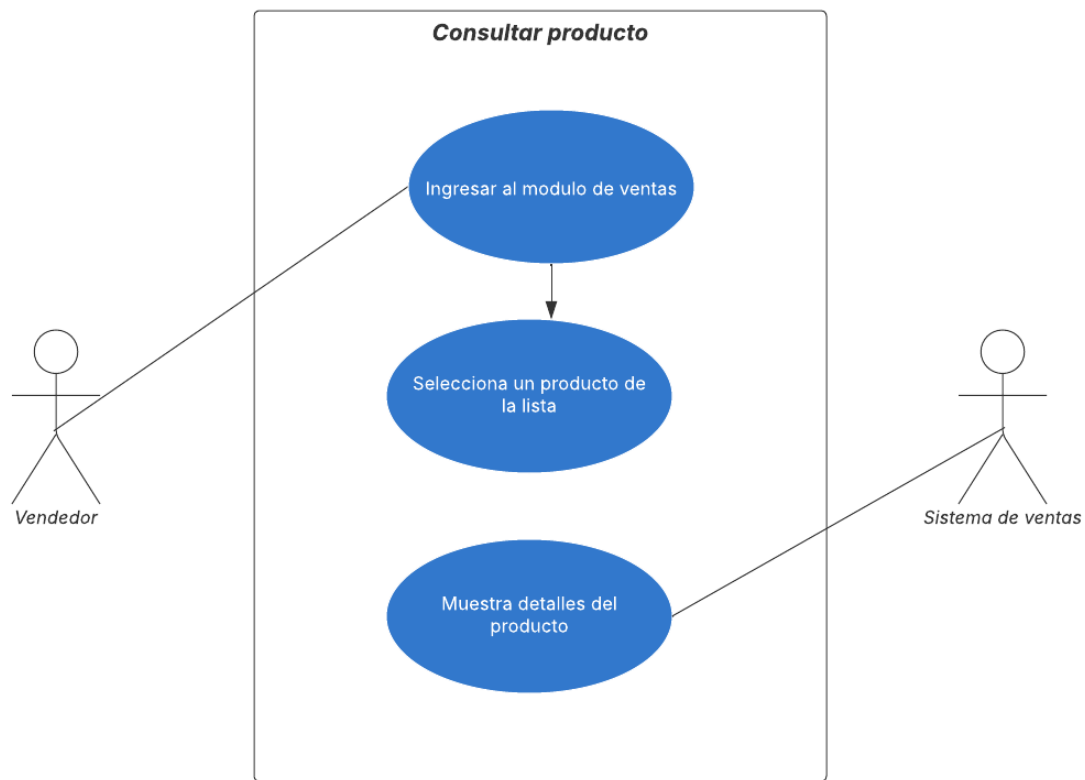 Consultar producto
Ingresar al modulo de ventas
Selecciona un producto de
la lista
Vendedor
Sistema de ventas
Muestra detalles del
producto